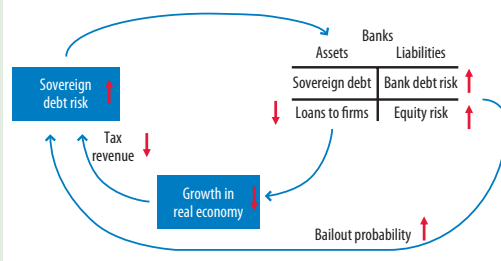 Banks
Assets Liabilities
Sovereign debt risk
Sovereign debt Bank debt risk
Loans to firms Equity risk
Tax revenue
Growth in real economy
Bailout probability